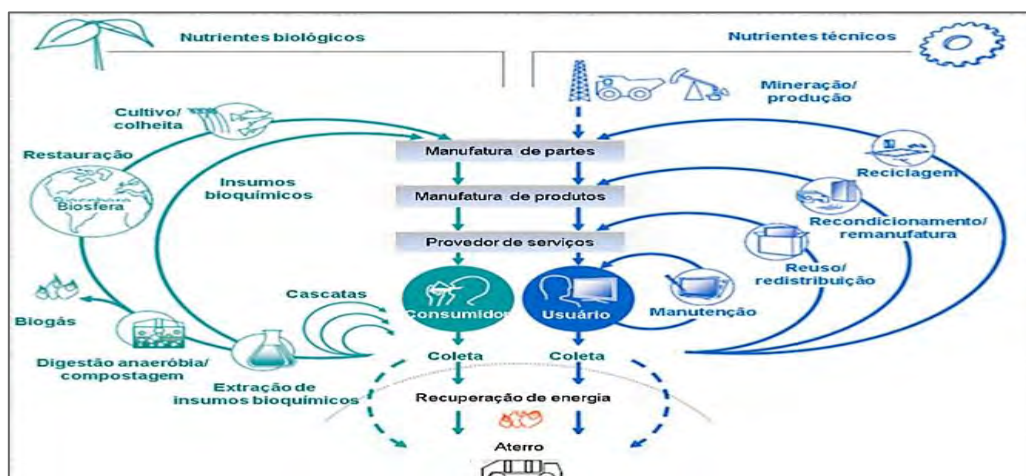 Nutrientes biológicos
Nutrientes técnicos
Mineração/
produção
Cultivo/
colheita
Manufatura de partes
Restauração
Reciclagem
Insumos
bioquímicos
Manufatura de produtos
Biosfera
Recondicionamento/
remanufatura
Provedor de serviços
Reuso/
redistribuição
Cascatas
Consumidor
Usuário
Manutenção
Biogás
Digestão anaeróbia/
compostagem
Coleta
Coleta
Extração de
insumos bioquímicos
Recuperação de energia
Aterro